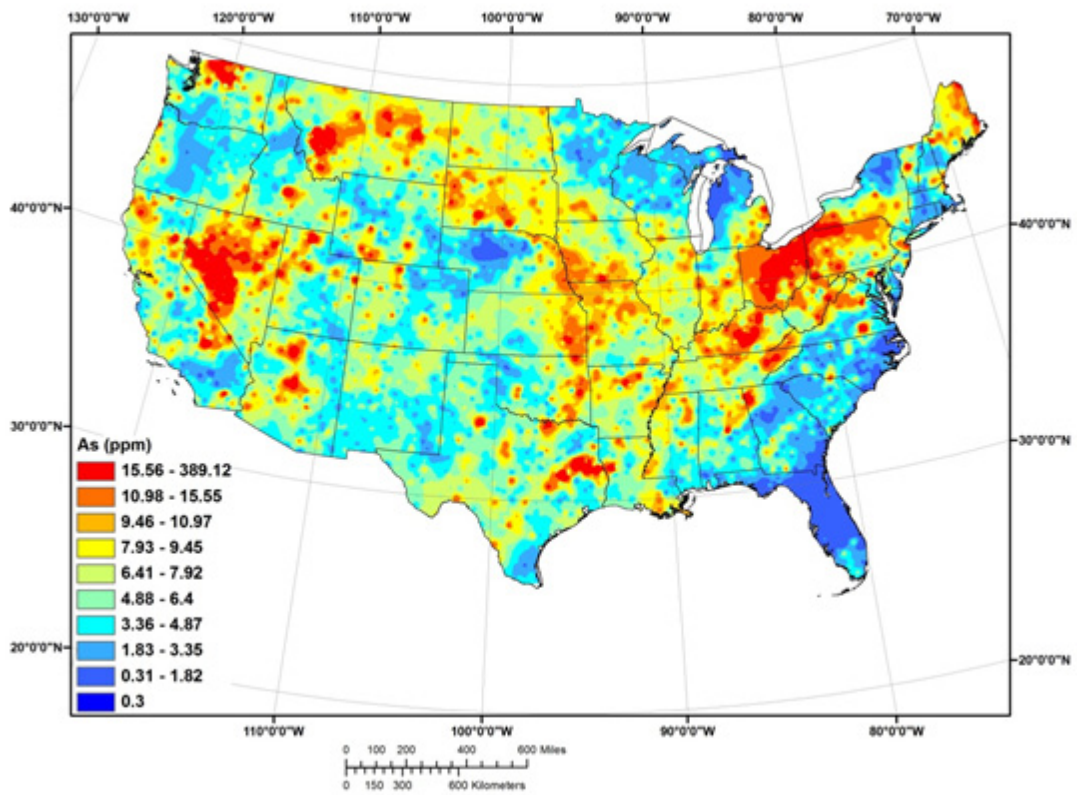 130°0'0"W 120°0'0"W 110°0'0"W 100°0'0"W 90°0'0"W 80°0'0"W 70°0'0"W
40°0'0"N 40°0'0"N
30°0'0"N 30°0'0"N
As (ppm)
15.56 - 389.12
10.98 - 15.55
9.46 - 10.97
7.93 - 9.45
6.41 - 7.92
4.88 - 6.4
3.36 - 4.87
1.83 - 3.35
0.31 - 1.82
0.3
20°0'0"N 20°0'0"N
110°0'0"W 100°0'0"W 90°0'0"W 80°0'0"W
0 100 200 400 600 Miles
0 150 300 600 Kilometers